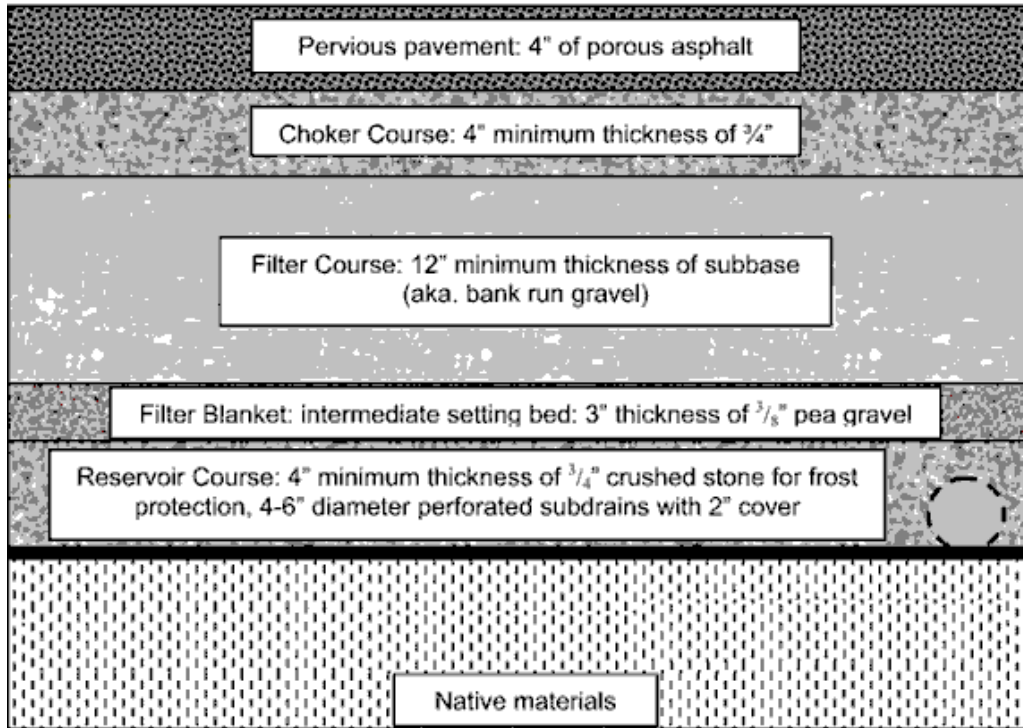 Pervious pavement: 4" of porous asphalt
Choker Course: 4" minimum thickness of ¾"
Filter Course: 12" minimum thickness of subbase
(aka. bank run gravel)
Filter Blanket: intermediate setting bed: 3" thickness of 3/8" pea gravel
Reservoir Course: 4" minimum thickness of 3/4" crushed stone for frost
protection, 4-6" diameter perforated subdrains with 2" cover
Native materials